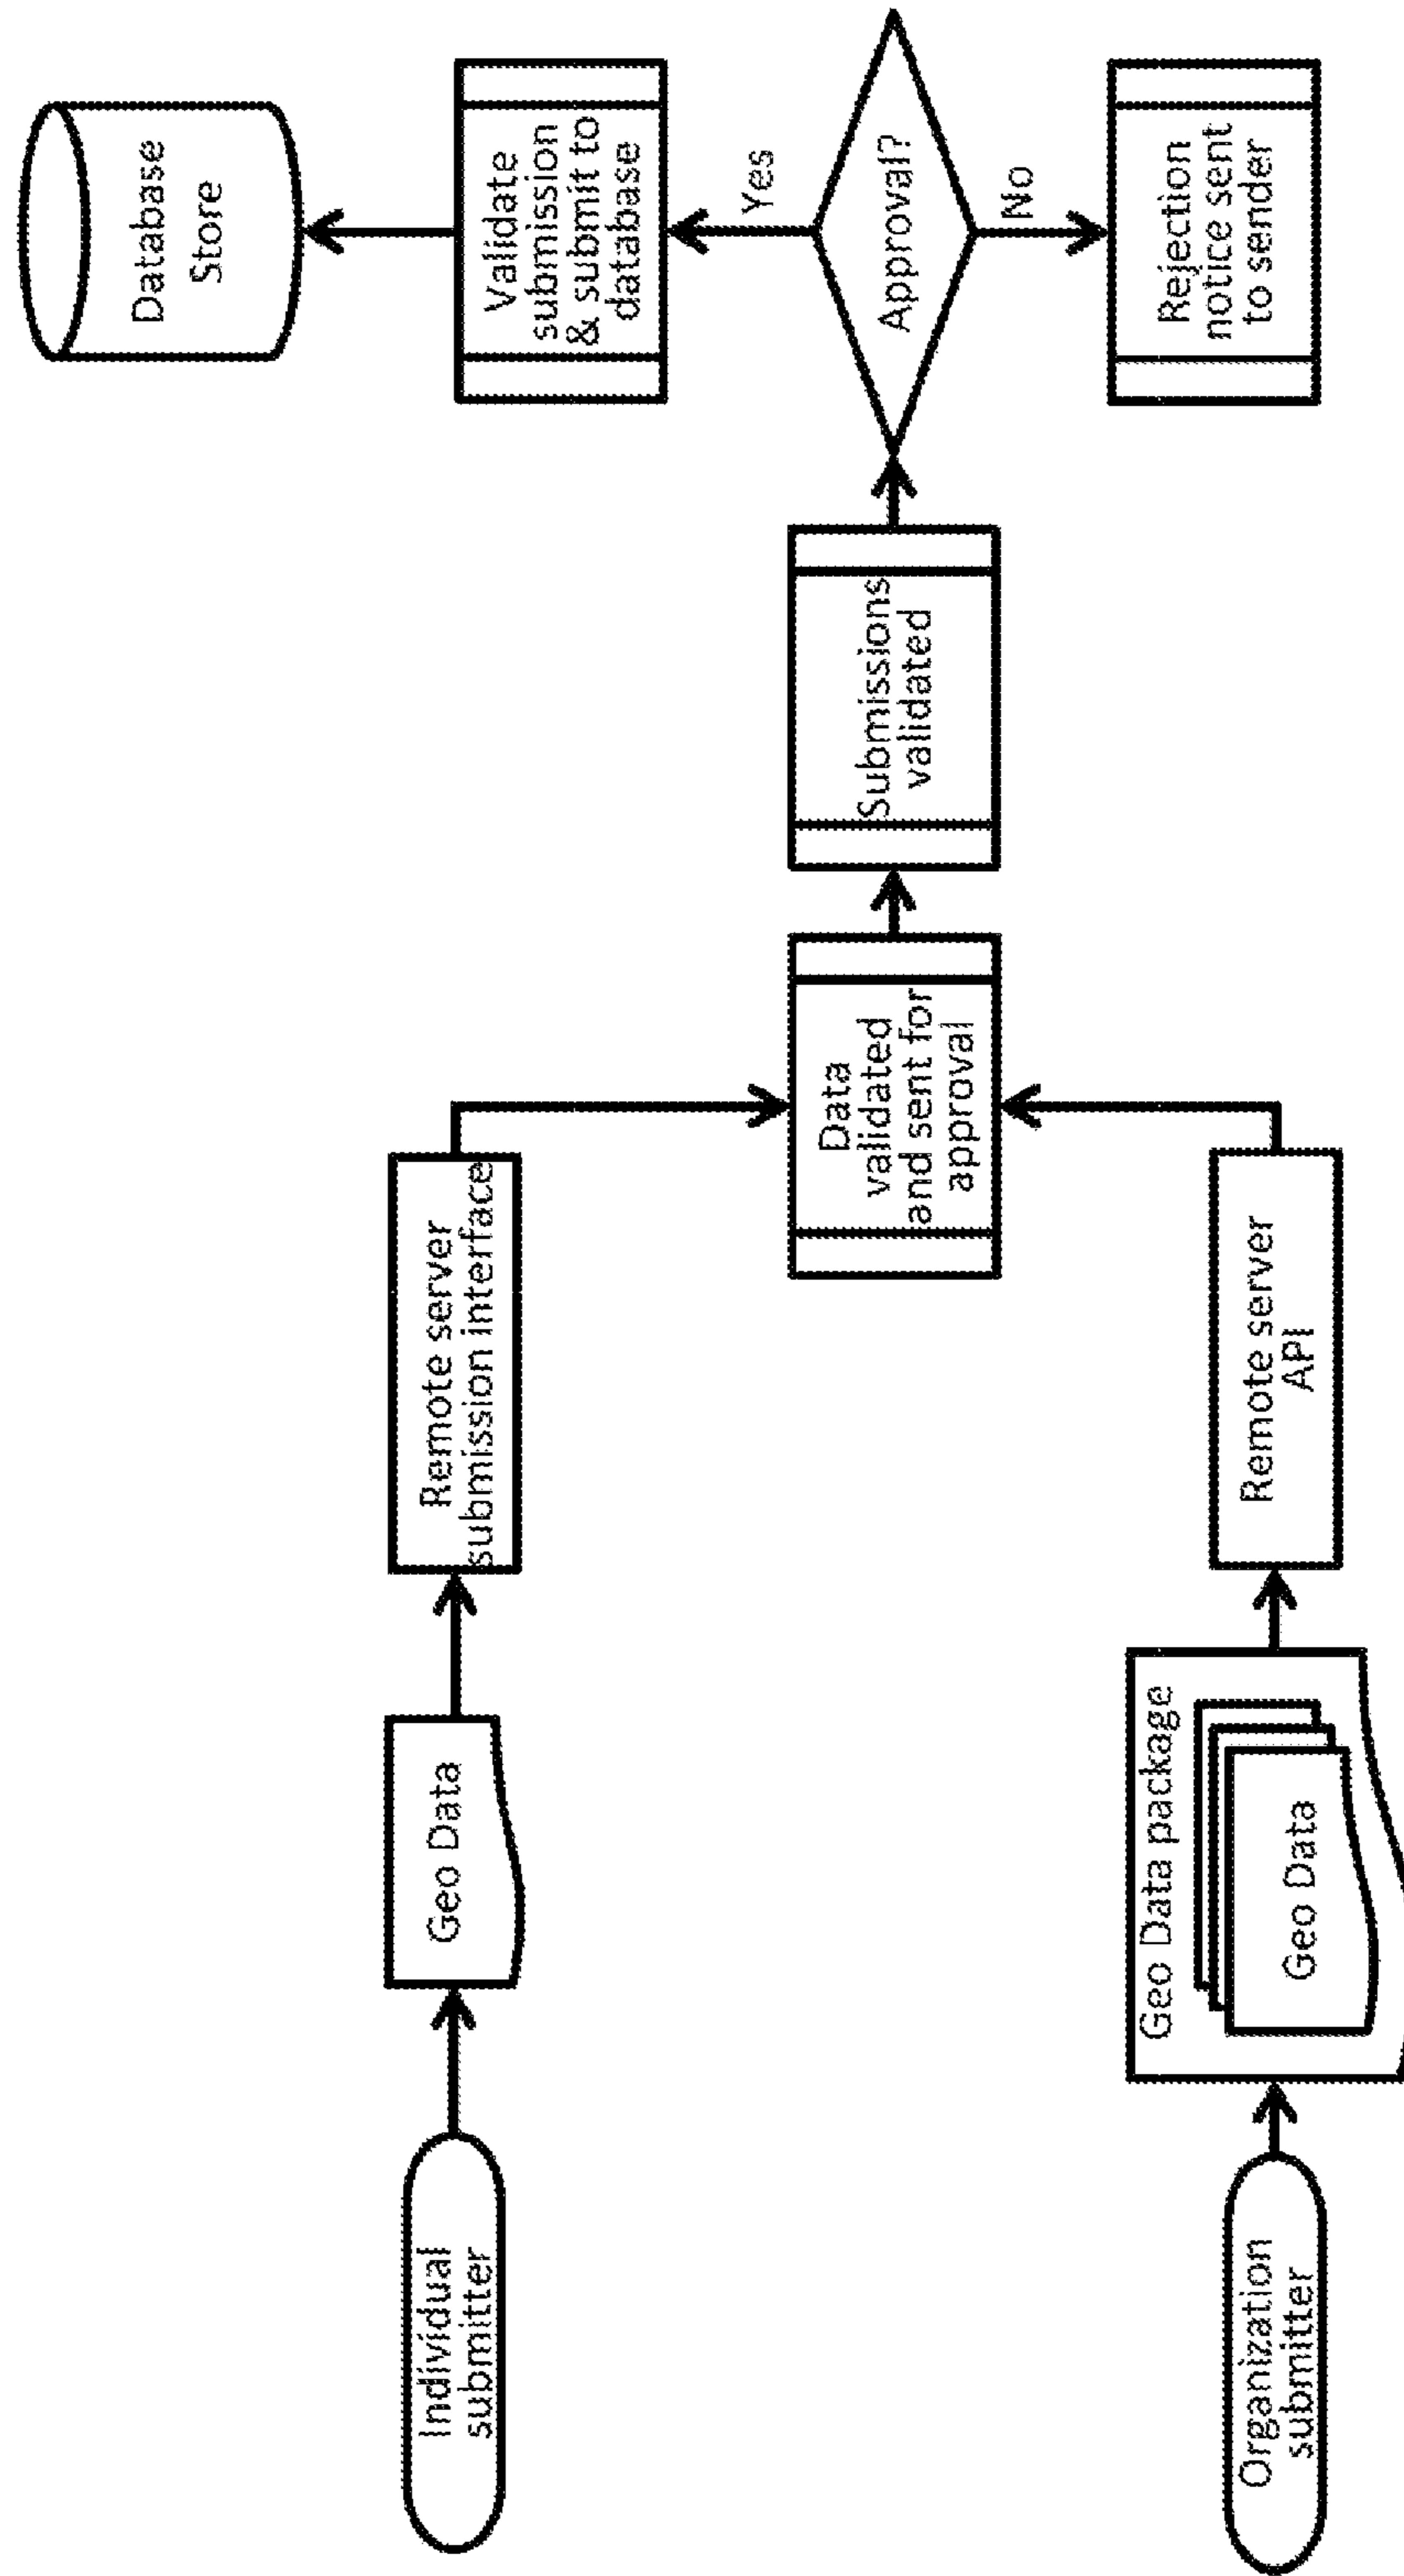 Individual
submitter
Geo Data
Remote server
submission interface
Organization
submitter
Geo Data package
Geo Data
Remote server
API
Data
validated
and sent for
approval
Submissions
validated
Approval?
Yes
No
Validate
submission
& submit to
database
Database
Store
Rejection
notice sent
to sender